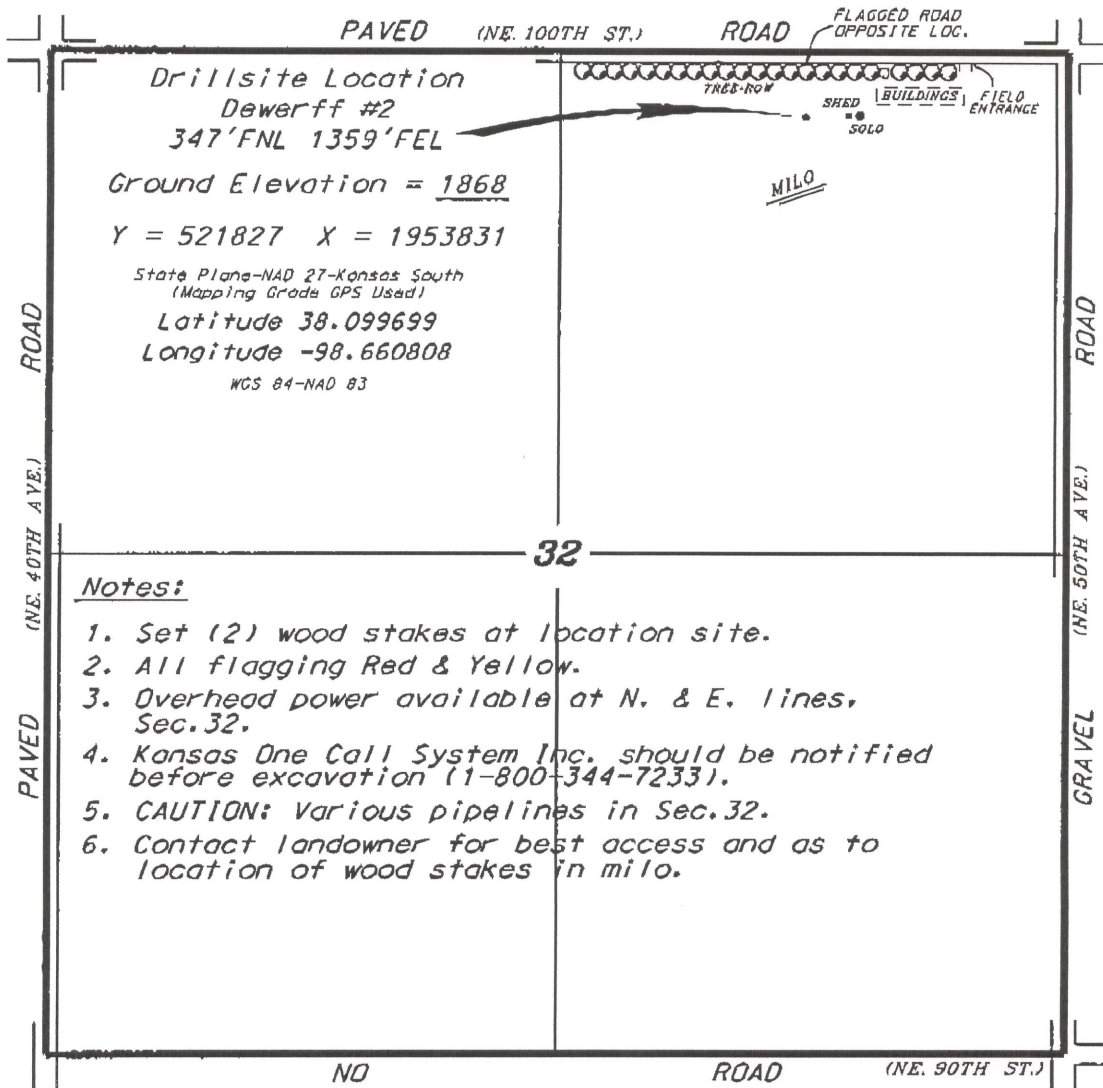 PAVED (NE. 100TH ST.) ROAD
FLAGGED ROAD
OPPOSITE LOC.
Drillsite Location
Dewerff #2
347'FNL 1359'FEL
Ground Elevation = 1868
Y = 521827 X = 1953831
State Plane-NAD 27-Kansas South
(Mapping Grade GPS Used)
Latitude 38.099699
Longitude -98.660808
WGS 84-NAD 83
TREE-ROW
BUILDINGS
FIELD
ENTRANCE
SHED
SOLO
MILO
PAVED (NE. 40TH AVE.) ROAD
GRAVEL (NE. 50TH AVE.) ROAD
32
Notes:
1. Set (2) wood stakes at location site.
2. All flagging Red & Yellow.
3. Overhead power available at N. & E. lines,
Sec.32.
4. Kansas One Call System Inc. should be notified
before excavation (1-800-344-7233).
5. CAUTION: Various pipelines in Sec.32.
6. Contact landowner for best access and as to
location of wood stakes in milo.
NO ROAD (NE. 90TH ST.)